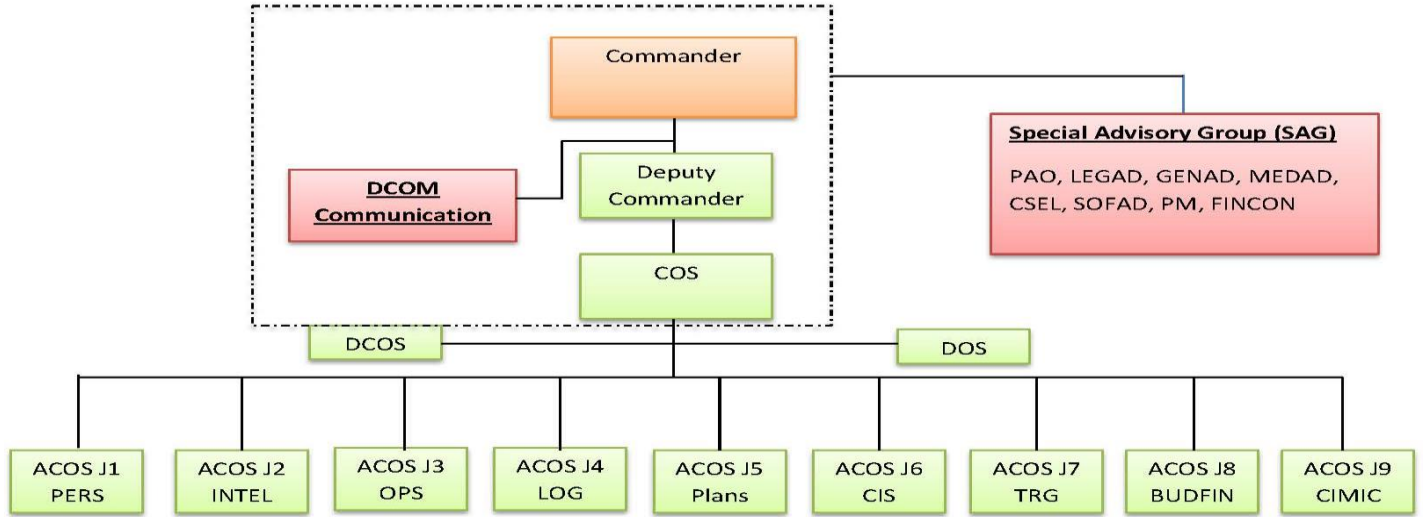 Commander
Special Advisory Group (SAG)
PAO, LEGAD, GENAD, MEDAD,
CSEL, SOFAD, PM, FINCON
DCOM
Communication
Deputy
Commander
COS
DCOS
DOS
ACOS J1
PERS
ACOS J2
INTEL
ACOS J3
OPS
ACOS J4
LOG
ACOS J5
Plans
ACOS J6
CIS
ACOS J7
TRG
ACOS J8
BUDFIN
ACOS J9
CIMIC